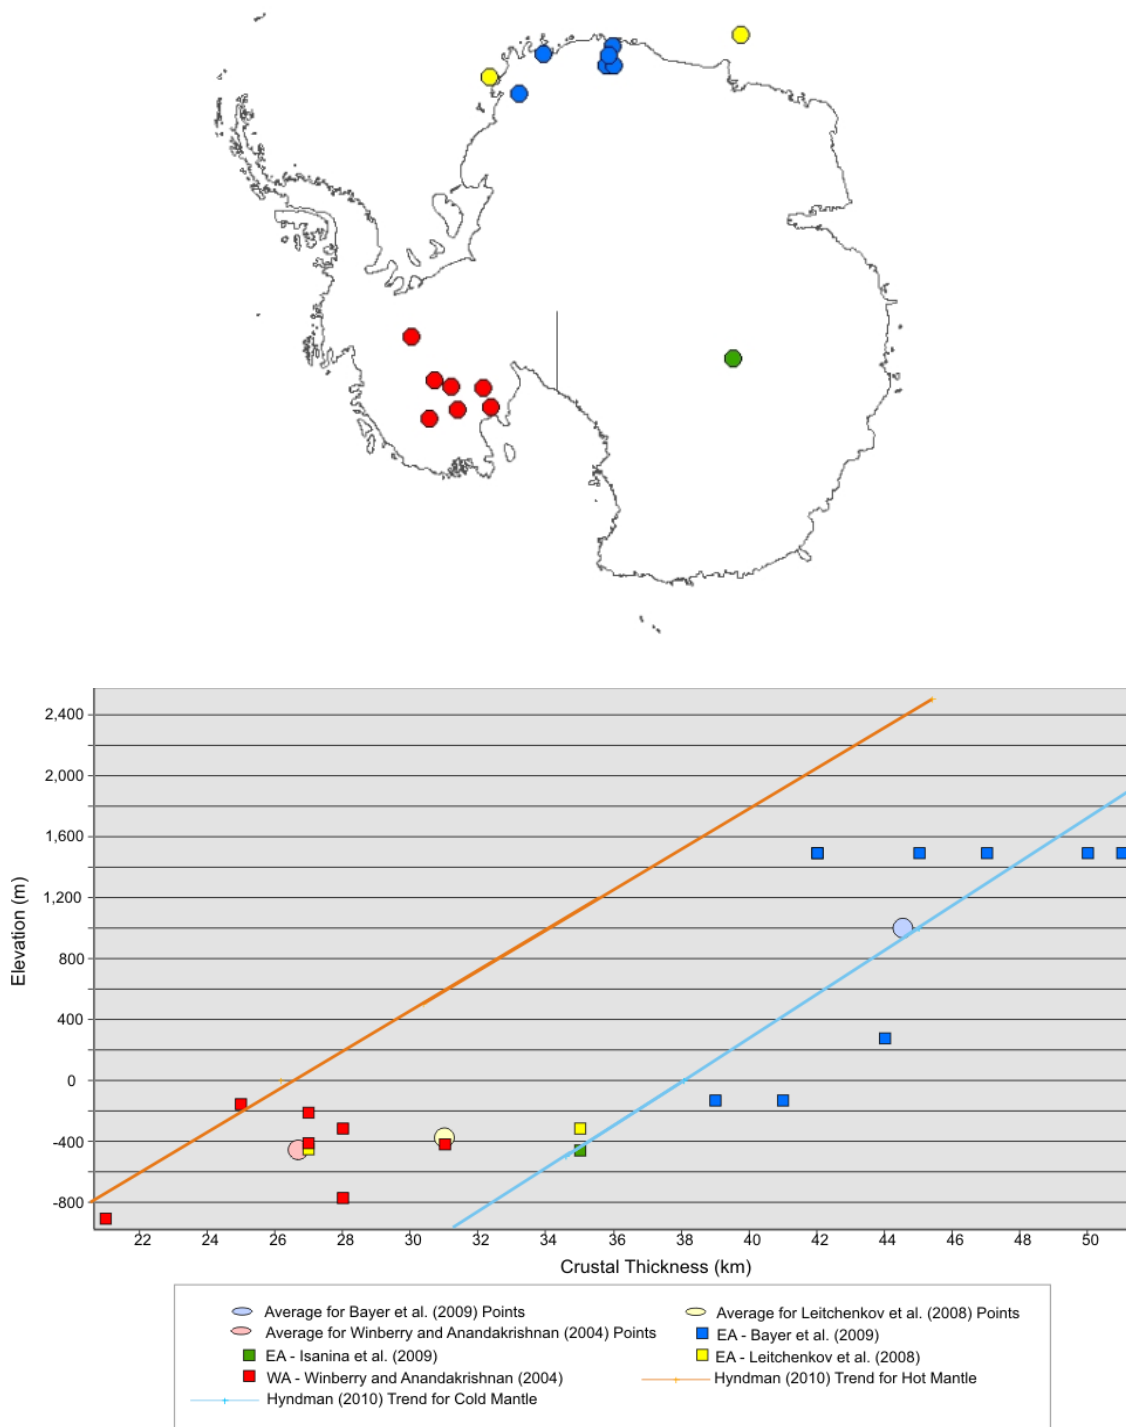 2,400
2,000
1,600
1,200
800
400
0
-400
-800
Elevation (m)
22 24 26 28 30 32 34 36 38 40 42 44 46 48 50
Crustal Thickness (km)
Average for Bayer et al. (2009) Points
Average for Leitchenkov et al. (2008) Points
Average for Winberry and Anandakrishnan (2004) Points
EA - Bayer et al. (2009)
EA - Isanina et al. (2009)
EA - Leitchenkov et al. (2008)
WA - Winberry and Anandakrishnan (2004)
Hyndman (2010) Trend for Hot Mantle
Hyndman (2010) Trend for Cold Mantle